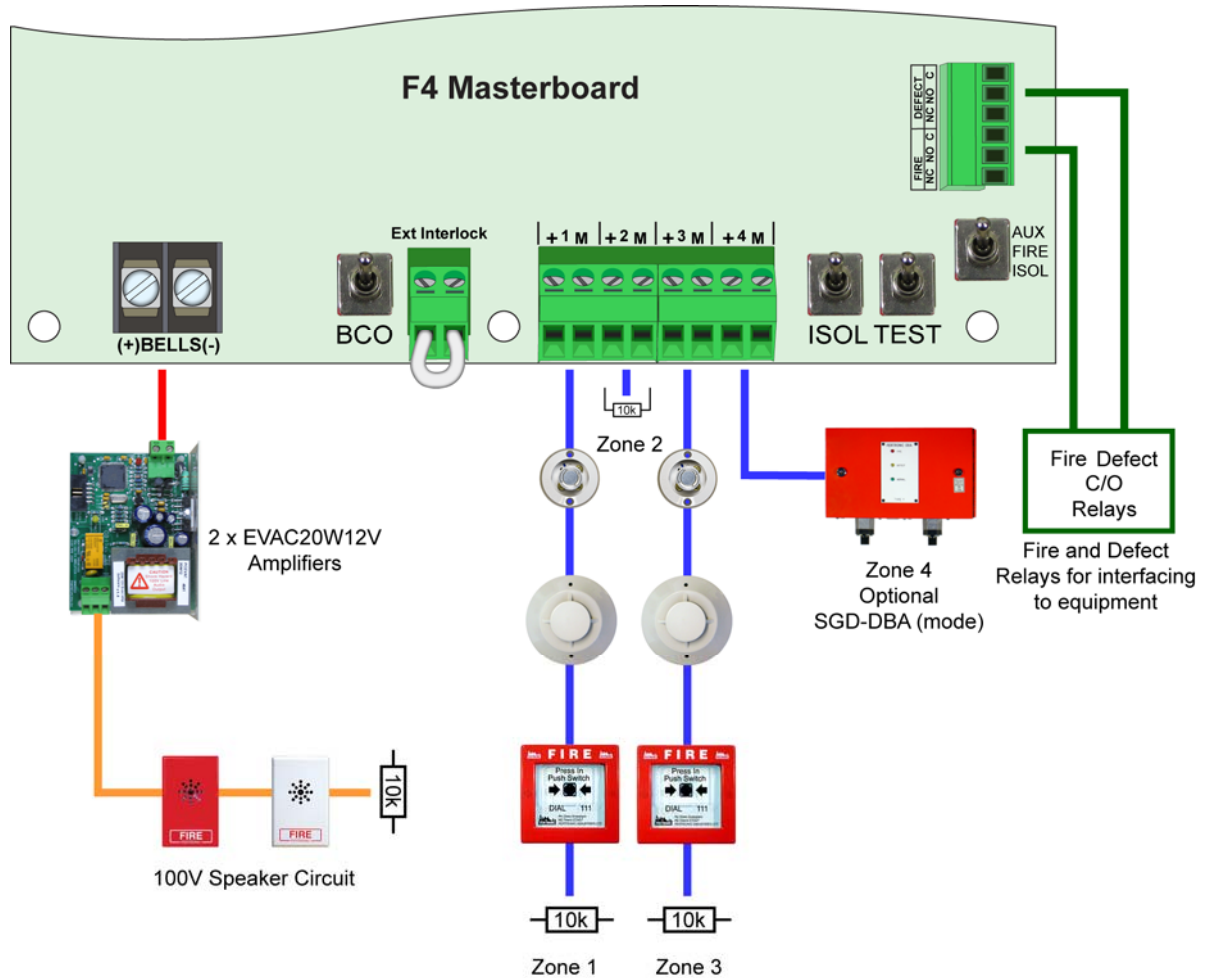 F4 Masterboard
DEFECT
NC NO C
FIRE
NC NO C
AUX
FIRE
ISOL
Ext Interlock
+ 1 M + 2 M + 3 M + 4 M
(+)BELLS(-)
BCO
ISOL TEST
10k
Zone 2
2 x EVAC20W12V
Amplifiers
Zone 4
Optional
SGD-DBA (mode)
Fire Defect
C/O
Relays
Fire and Defect
Relays for interfacing
to equipment
CAUTION
FIRE
FIRE
10k
100V Speaker Circuit
FIRE
Press In
Push Switch
DIAL 111
FIRE
Press In
Push Switch
DIAL 111
10k
10k
Zone 1
Zone 3